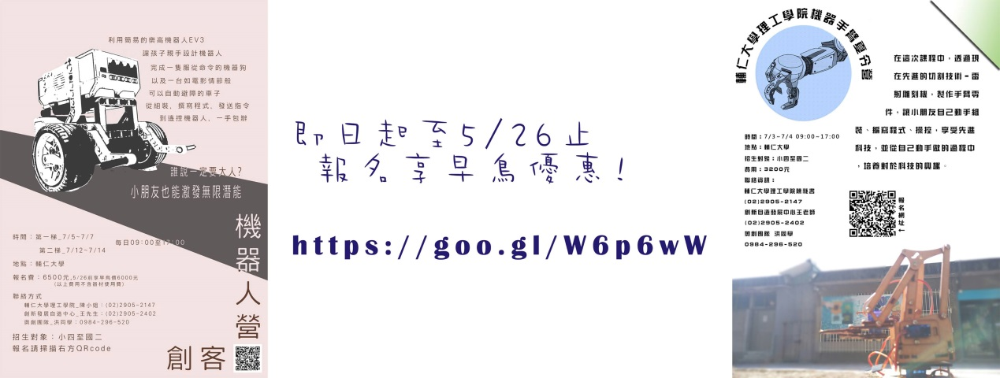 利用簡易的樂高機器人EV3
讓孩子親手設計機器人
完成一隻服從命令的機器狗
以及一台如電影情節般
可以自動避障的車子
從組裝、撰寫程式、發送指令
到遙控機器人，一手包辦
誰說一定要大人?
小朋友也能激發無限潛能
機器人營
創客
時間：第一梯_7/5~7/7
每日09:00至17:00
第二梯_7/12~7/14
地點：輔仁大學
報名費：6500元,5/26前享早鳥價6000元
(以上費用不含器材使用費)
聯絡方式
輔仁大學理工學院_陳小姐：(02)2905-2147
創新發展自造中心_王先生：(02)2905-2402
輿創團隊_洪同學：0984-296-520
招生對象：小四至國二
報名請掃描右方QRcode
即日起至5/26止
報名享早鳥優惠!
https://goo.gl/W6p6wW
輔仁大學理工學院機器手臂夏令營
在這次課程中，透過現
在先進的切割技術-雷
射雕刻機，製作手臂零
件，讓小朋友自己動手組
裝、編寫程式、操控，享受先進
科技，並從自己動手做的過程中
，培養對於科技的興趣。
時間：7/3~7/4 09:00~17:00
地點：輔仁大學
招生對象：小四至國二
費用：3200元
聯絡資訊：
輔仁大學理工學院陳秘書
(02)2905-2147
創新自造發展中心王老師
(02)2905-2402
輿創團隊 洪同學
0984-296-520
報名網址↑